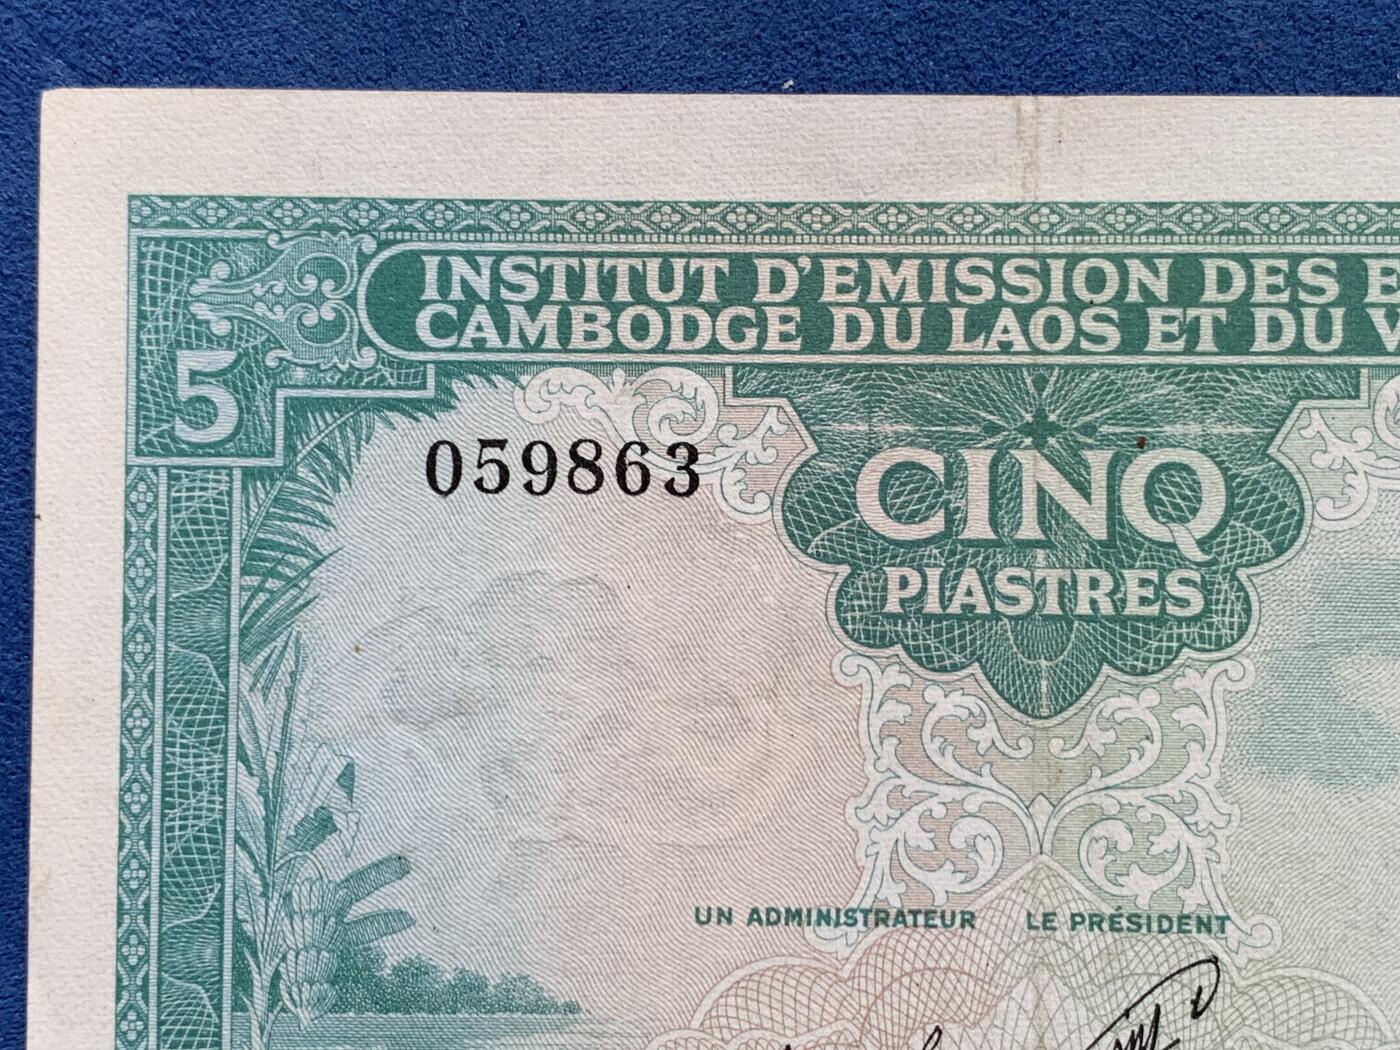 INSTITUT D'EMISSION DES E
CAMBODGE DU LAOS ET DU V
5
059863
CINQ
PIASTRES
UN ADMINISTRATEUR LE PRÉSIDENT